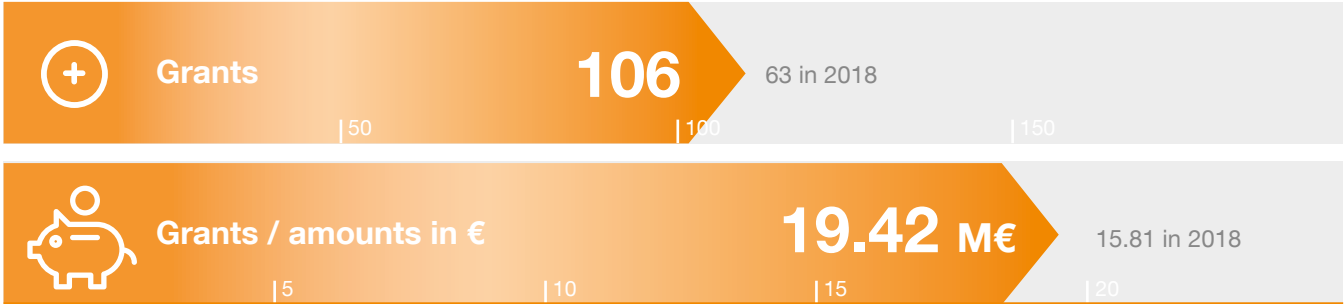 Grants 106 63 in 2018
50 100 150
Grants / amounts in € 19.42 M€ 15.81 in 2018
5 10 15 20